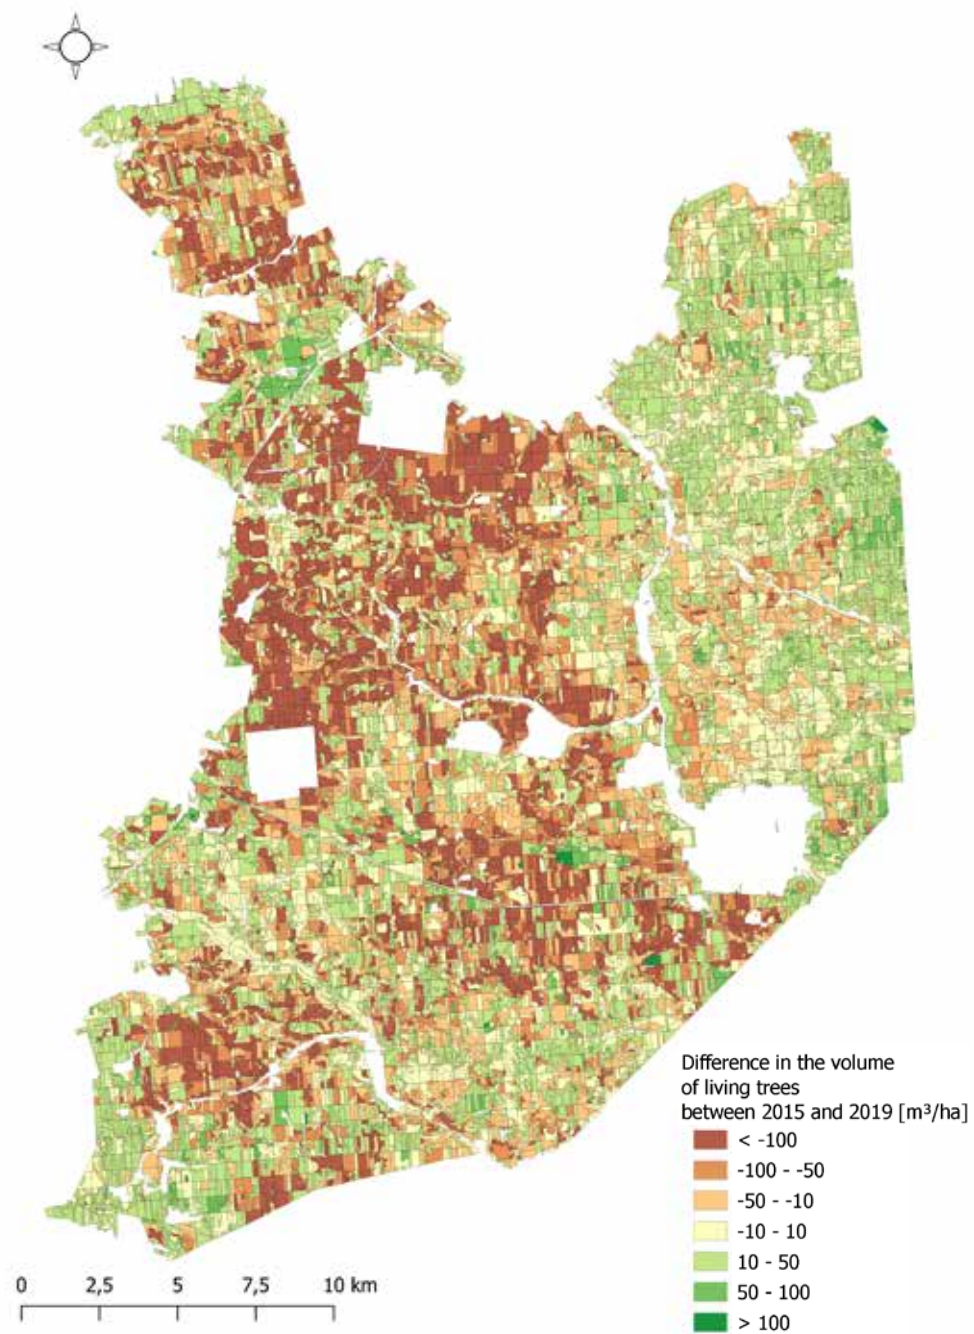 Difference in the volume
of living trees
between 2015 and 2019 [m³/ha]
< -100
-100 - -50
-50 - -10
-10 - 10
10 - 50
50 - 100
> 100
0 2,5 5 7,5 10 km